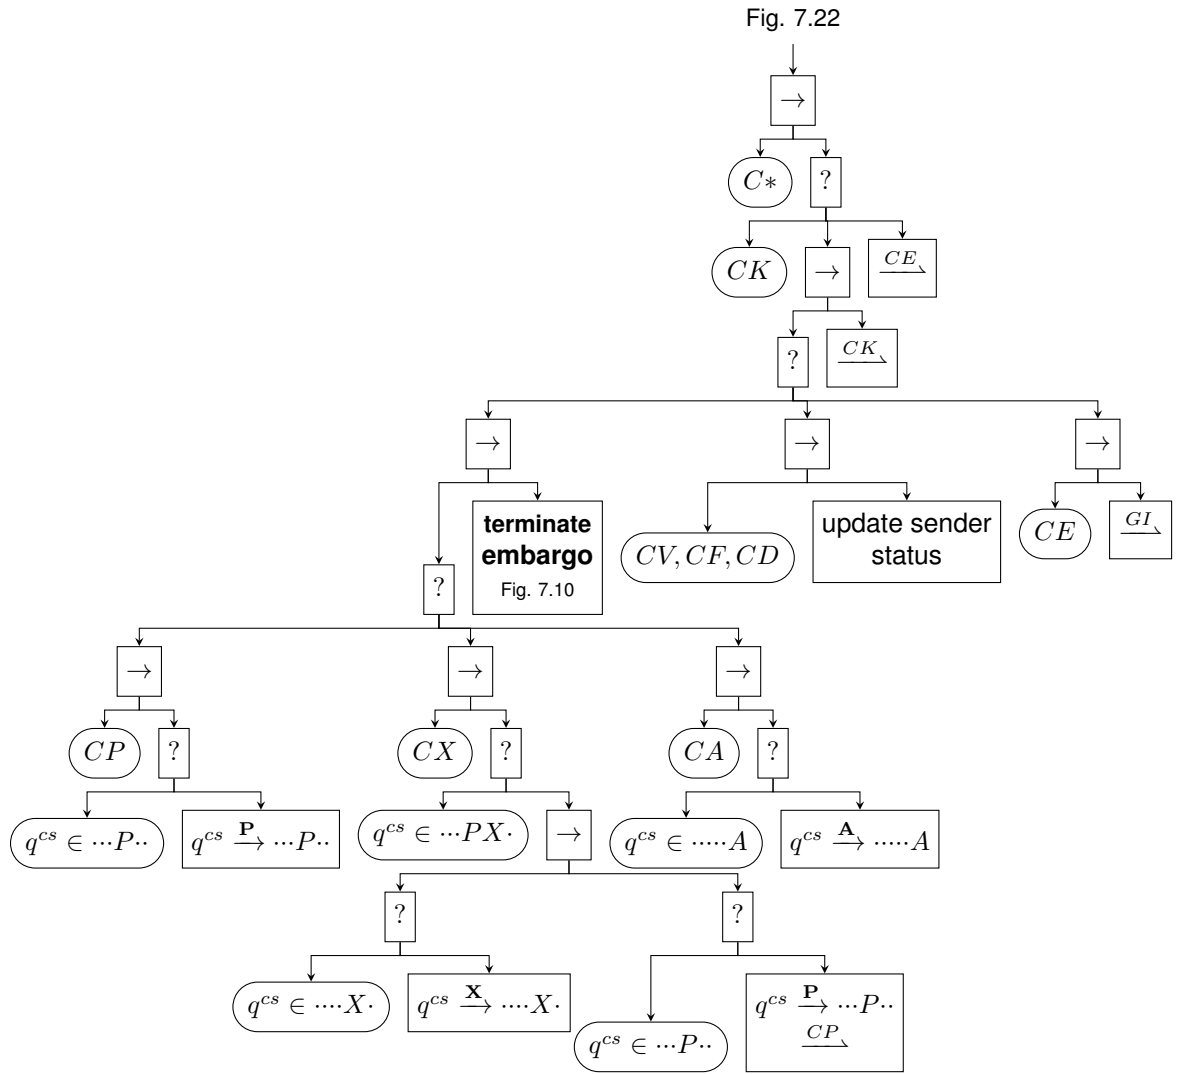 Fig. 7.22
→
C∗ ?
CK → CE
? CK
→ → →
? terminate
embargo
Fig. 7.10
CV, CF, CD
update sender
status
CE GI
→ → →
CP ? CX ? CA ?
q^cs ∈ ···P·· q^cs —P→ ···P·· q^cs ∈ ···PX· → q^cs ∈ ·····A q^cs —A→ ·····A
? ?
q^cs ∈ ····X· q^cs —X→ ····X· q^cs ∈ ···P·· q^cs —P→ ···P··
CP